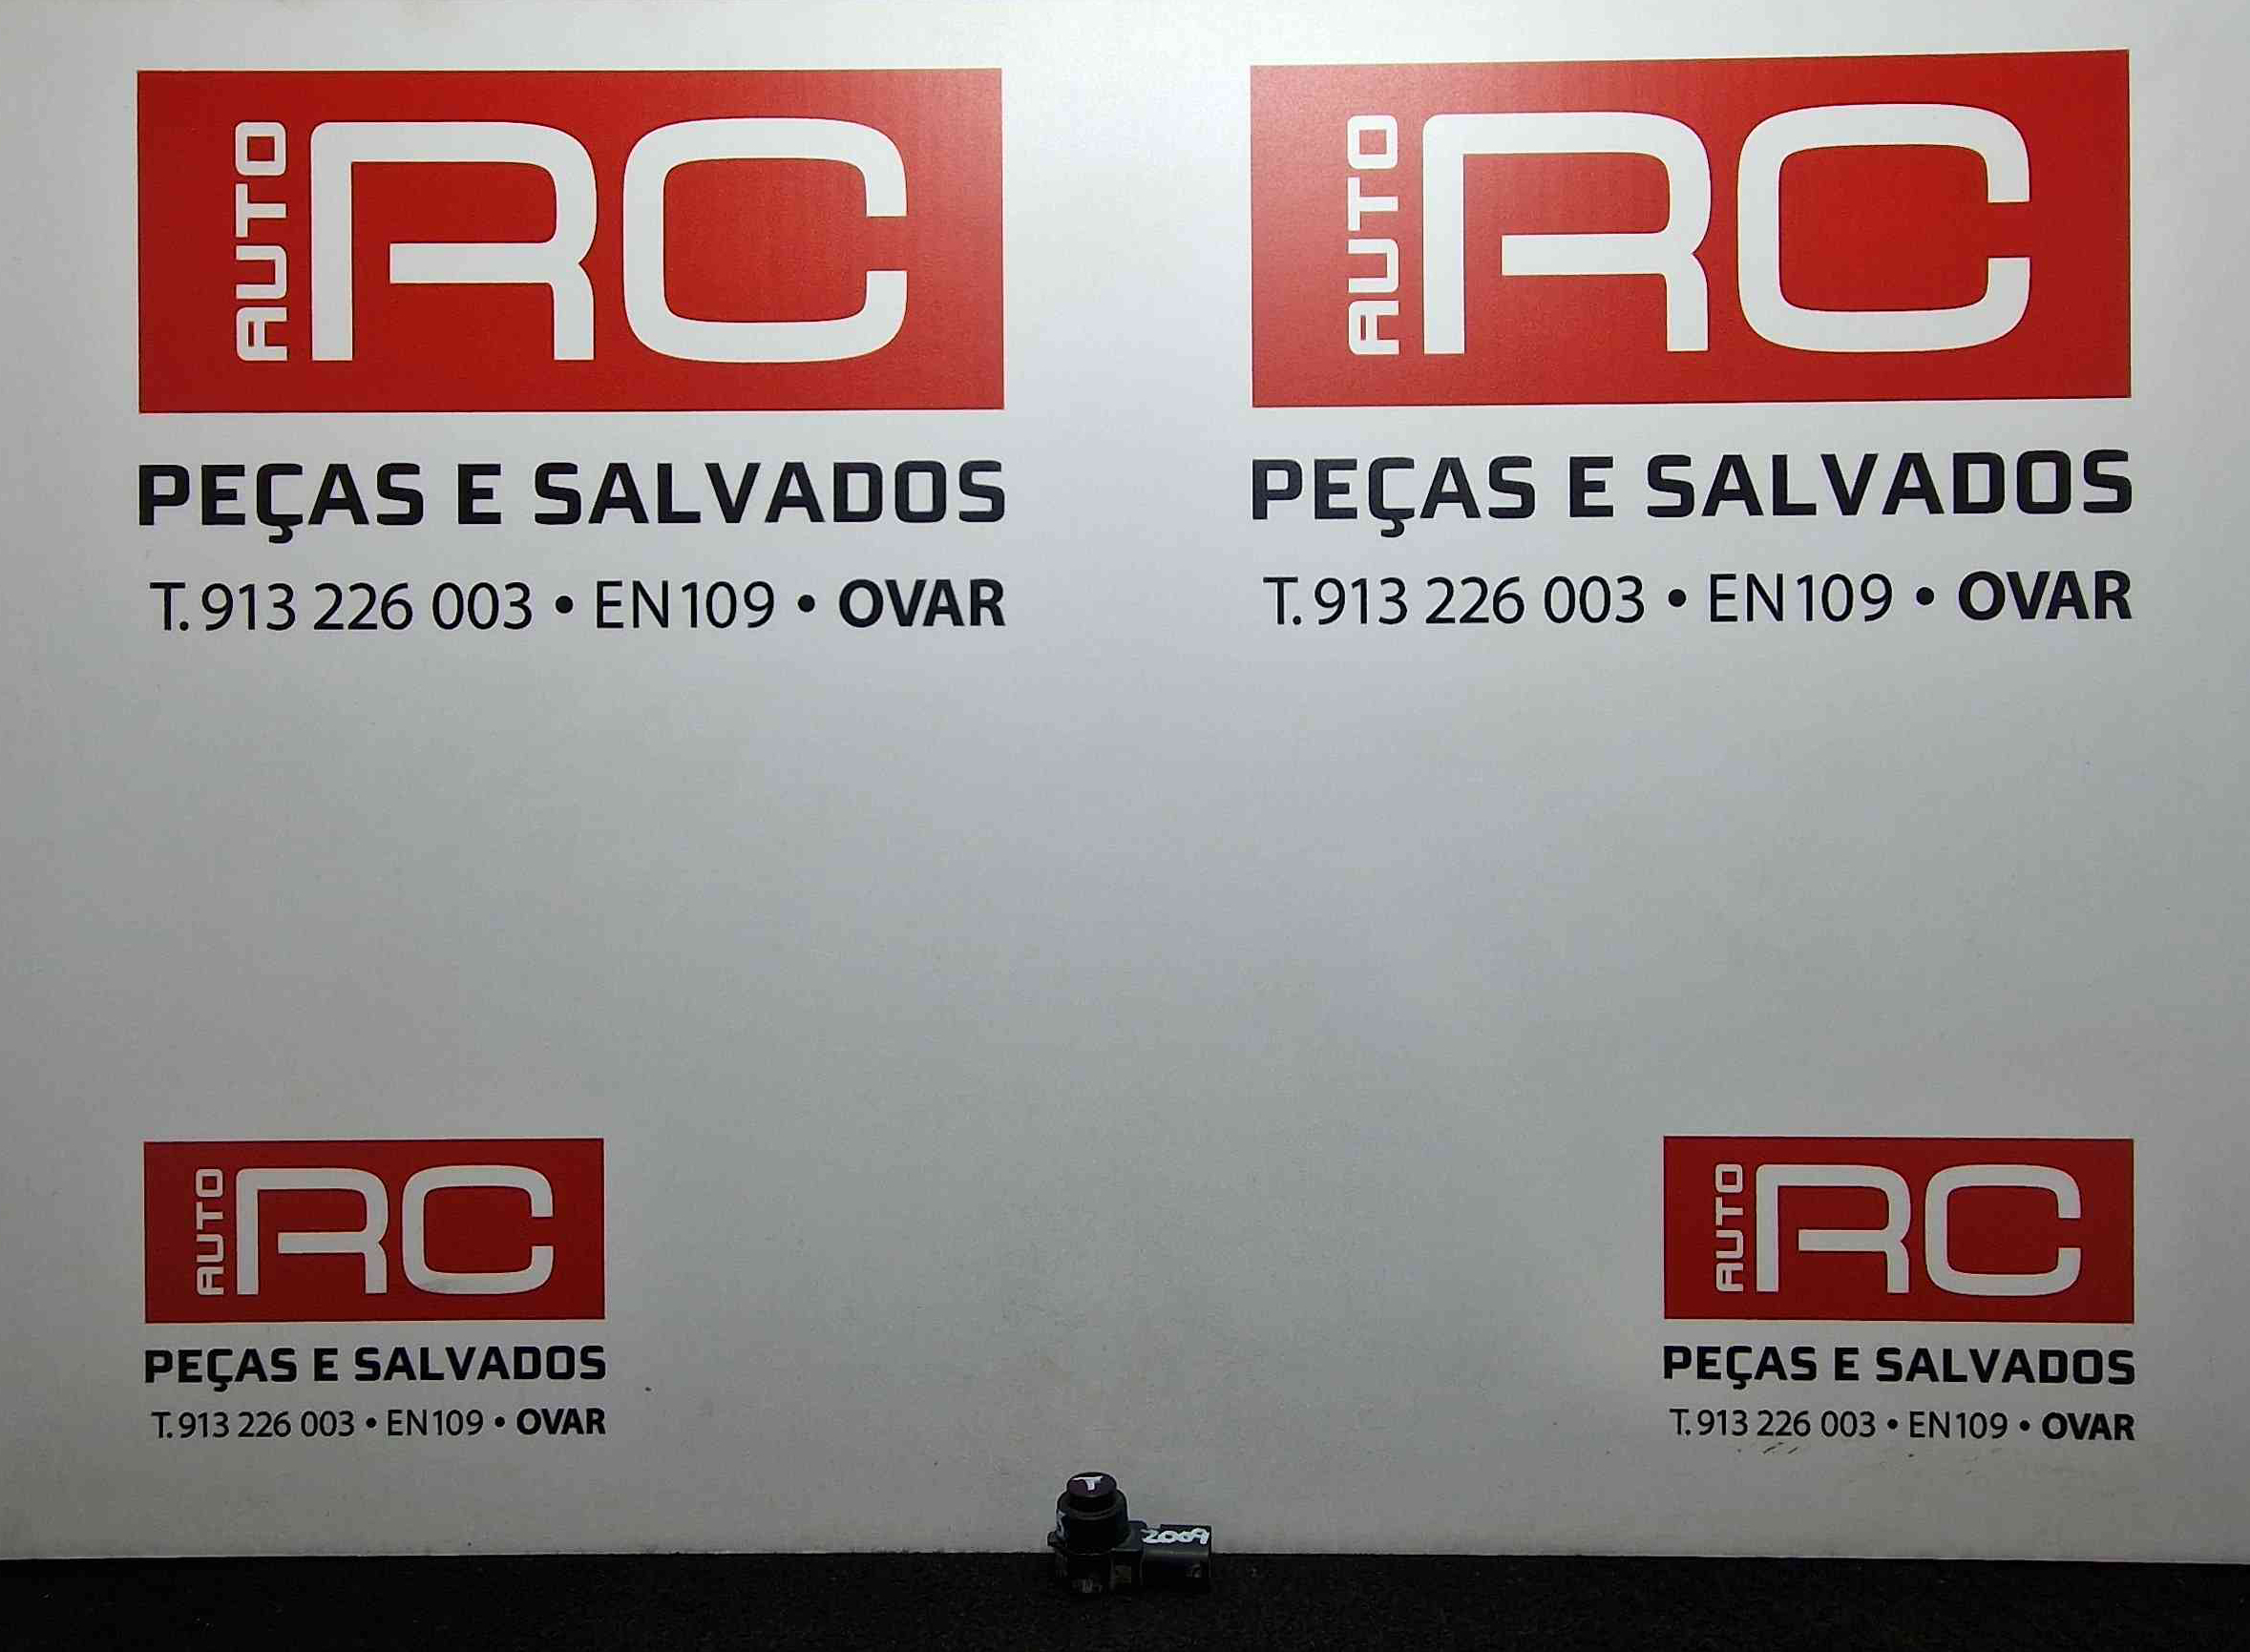 AUTO RC
PEÇAS E SALVADOS
T. 913 226 003 • EN109 • OVAR
AUTO RC
PEÇAS E SALVADOS
T. 913 226 003 • EN109 • OVAR
AUTO RC
PEÇAS E SALVADOS
T. 913 226 003 • EN109 • OVAR
AUTO RC
PEÇAS E SALVADOS
T. 913 226 003 • EN109 • OVAR
T
2009